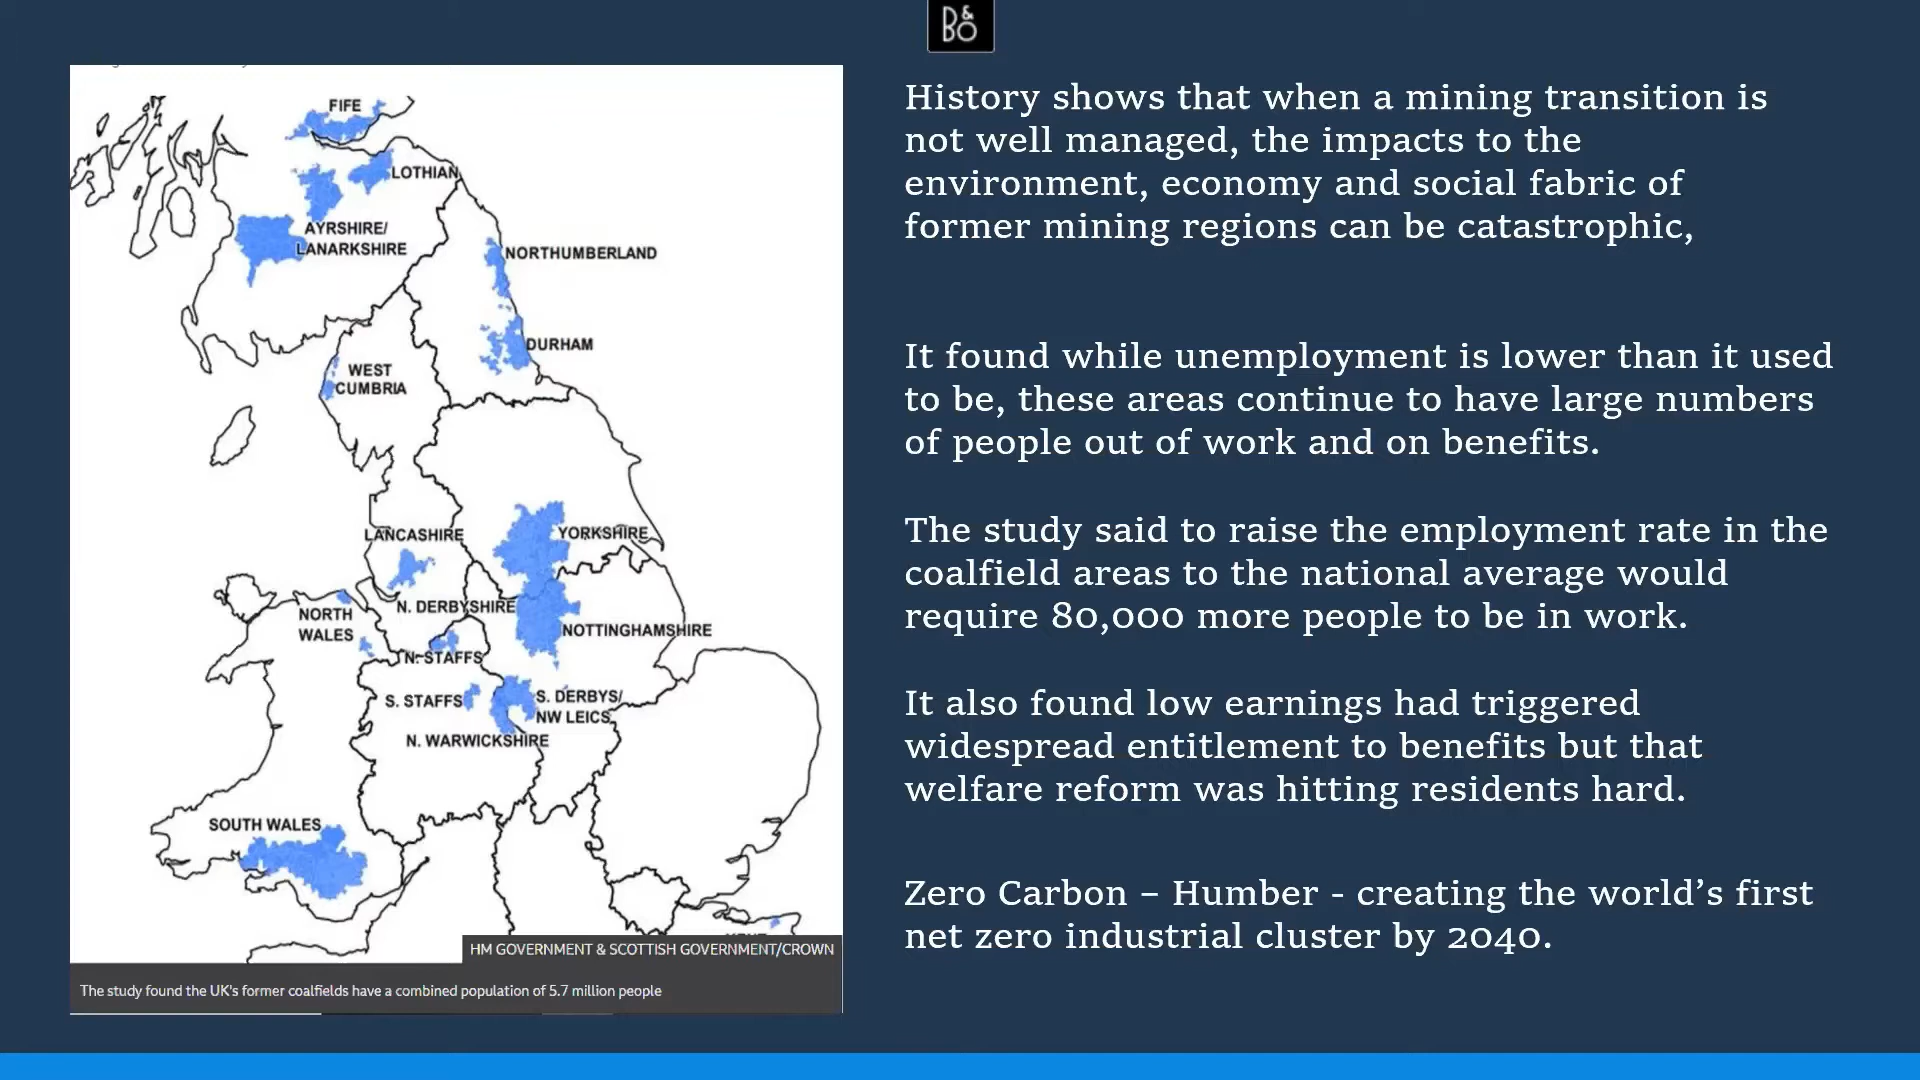 B&O
FIFE
LOTHIAN
AYRSHIRE/
LANARKSHIRE
NORTHUMBERLAND
DURHAM
WEST
CUMBRIA
LANCASHIRE
YORKSHIRE
N. DERBYSHIRE
NORTH
WALES
NOTTINGHAMSHIRE
N. STAFFS
S. STAFFS
S. DERBYS/
NW LEICS
N. WARWICKSHIRE
SOUTH WALES
HM GOVERNMENT & SCOTTISH GOVERNMENT/CROWN
The study found the UK's former coalfields have a combined population of 5.7 million people
History shows that when a mining transition is
not well managed, the impacts to the
environment, economy and social fabric of
former mining regions can be catastrophic,
It found while unemployment is lower than it used
to be, these areas continue to have large numbers
of people out of work and on benefits.
The study said to raise the employment rate in the
coalfield areas to the national average would
require 80,000 more people to be in work.
It also found low earnings had triggered
widespread entitlement to benefits but that
welfare reform was hitting residents hard.
Zero Carbon – Humber - creating the world’s first
net zero industrial cluster by 2040.